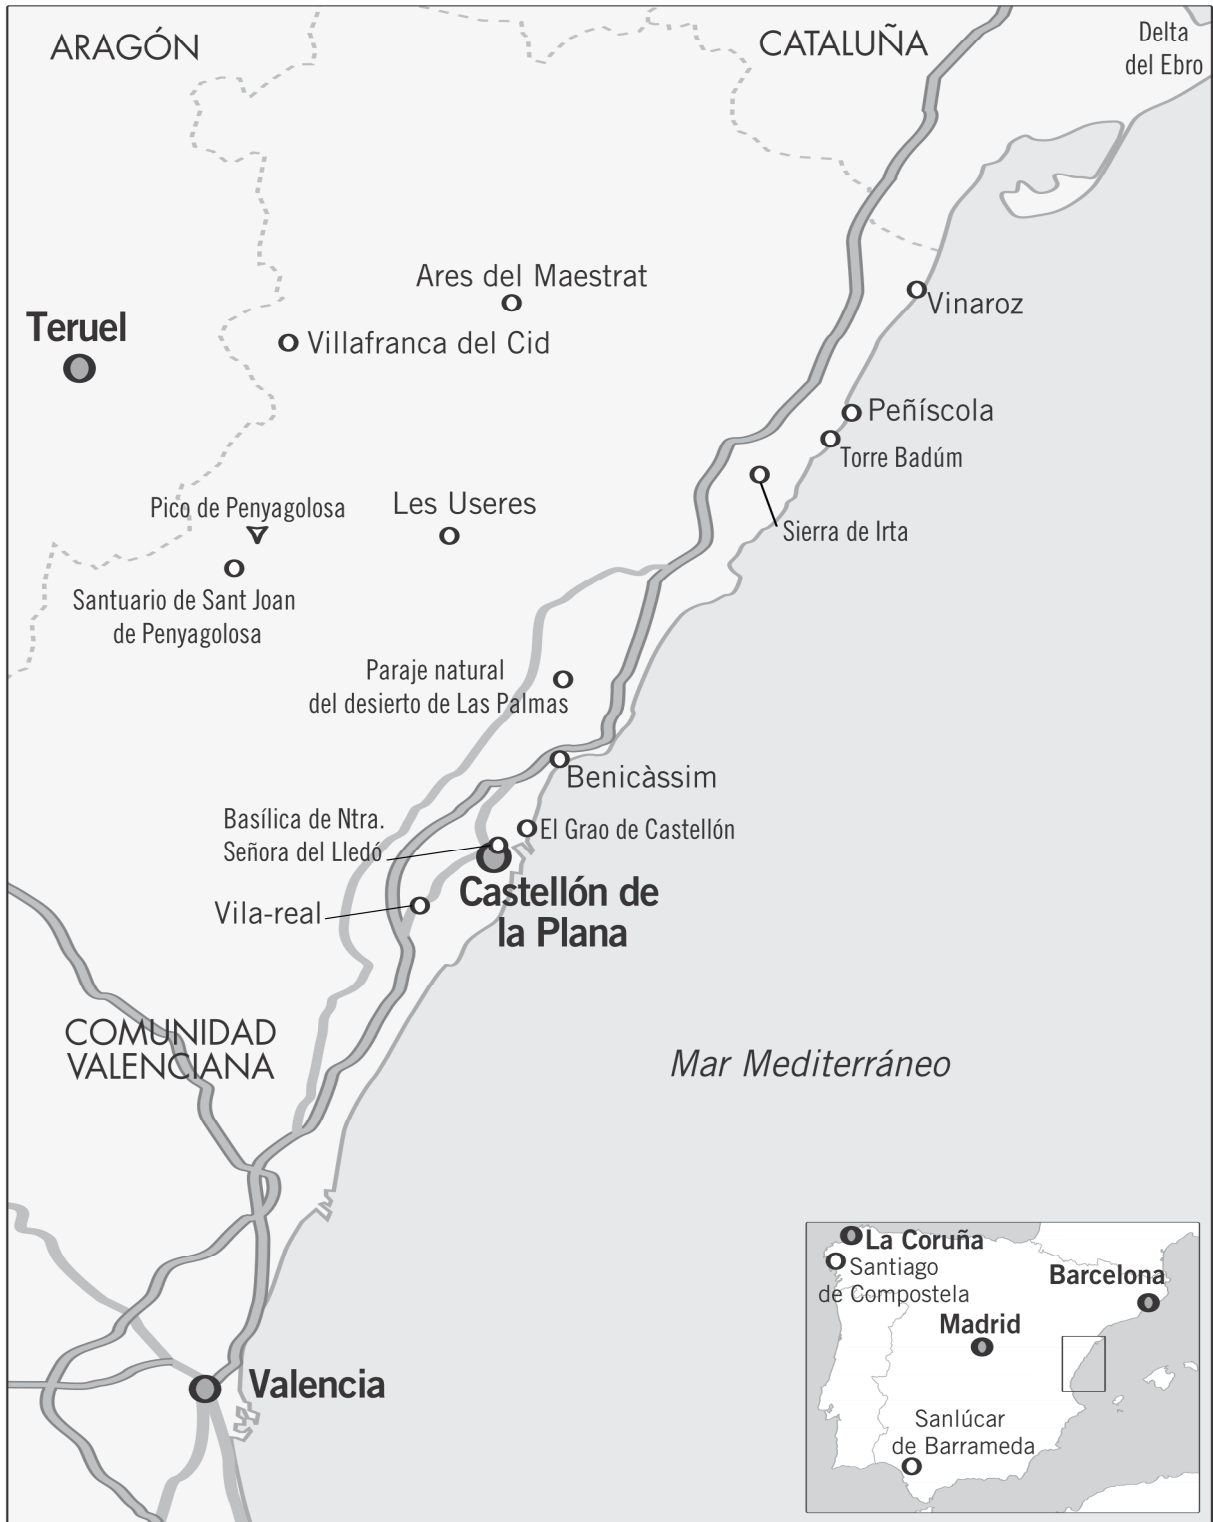 ARAGÓN
CATALUÑA
Delta
del Ebro
Ares del Maestrat
Vinaroz
Teruel
Villafranca del Cid
Peñíscola
Torre Badúm
Pico de Penyagolosa
Les Useres
Sierra de Irta
Santuario de Sant Joan
de Penyagolosa
Paraje natural
del desierto de Las Palmas
Benicàssim
Basílica de Ntra.
Señora del Lledó
El Grao de Castellón
Castellón de
la Plana
Vila-real
COMUNIDAD
VALENCIANA
Mar Mediterráneo
Valencia
La Coruña
Santiago
de Compostela
Barcelona
Madrid
Sanlúcar
de Barrameda